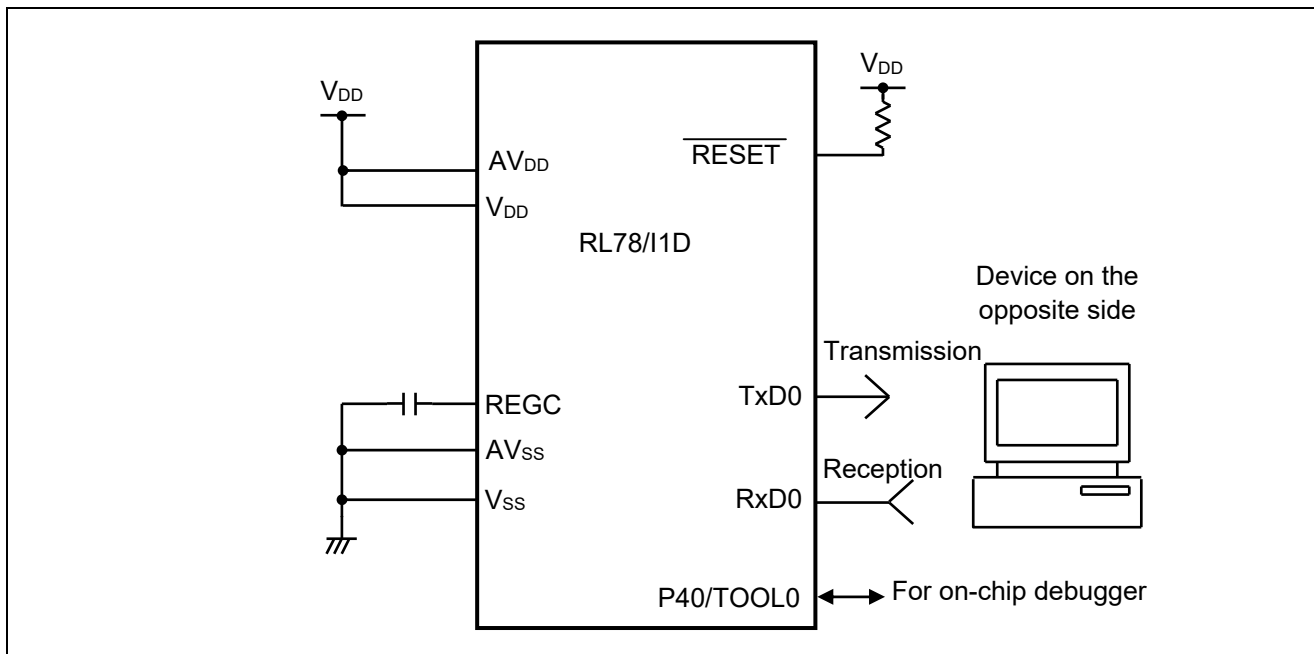 VDD
VDD
AVDD
RESET
VDD
RL78/I1D
Device on the
opposite side
Transmission
REGC
TxD0
AVSS
Reception
VSS
RxD0
P40/TOOL0
For on-chip debugger